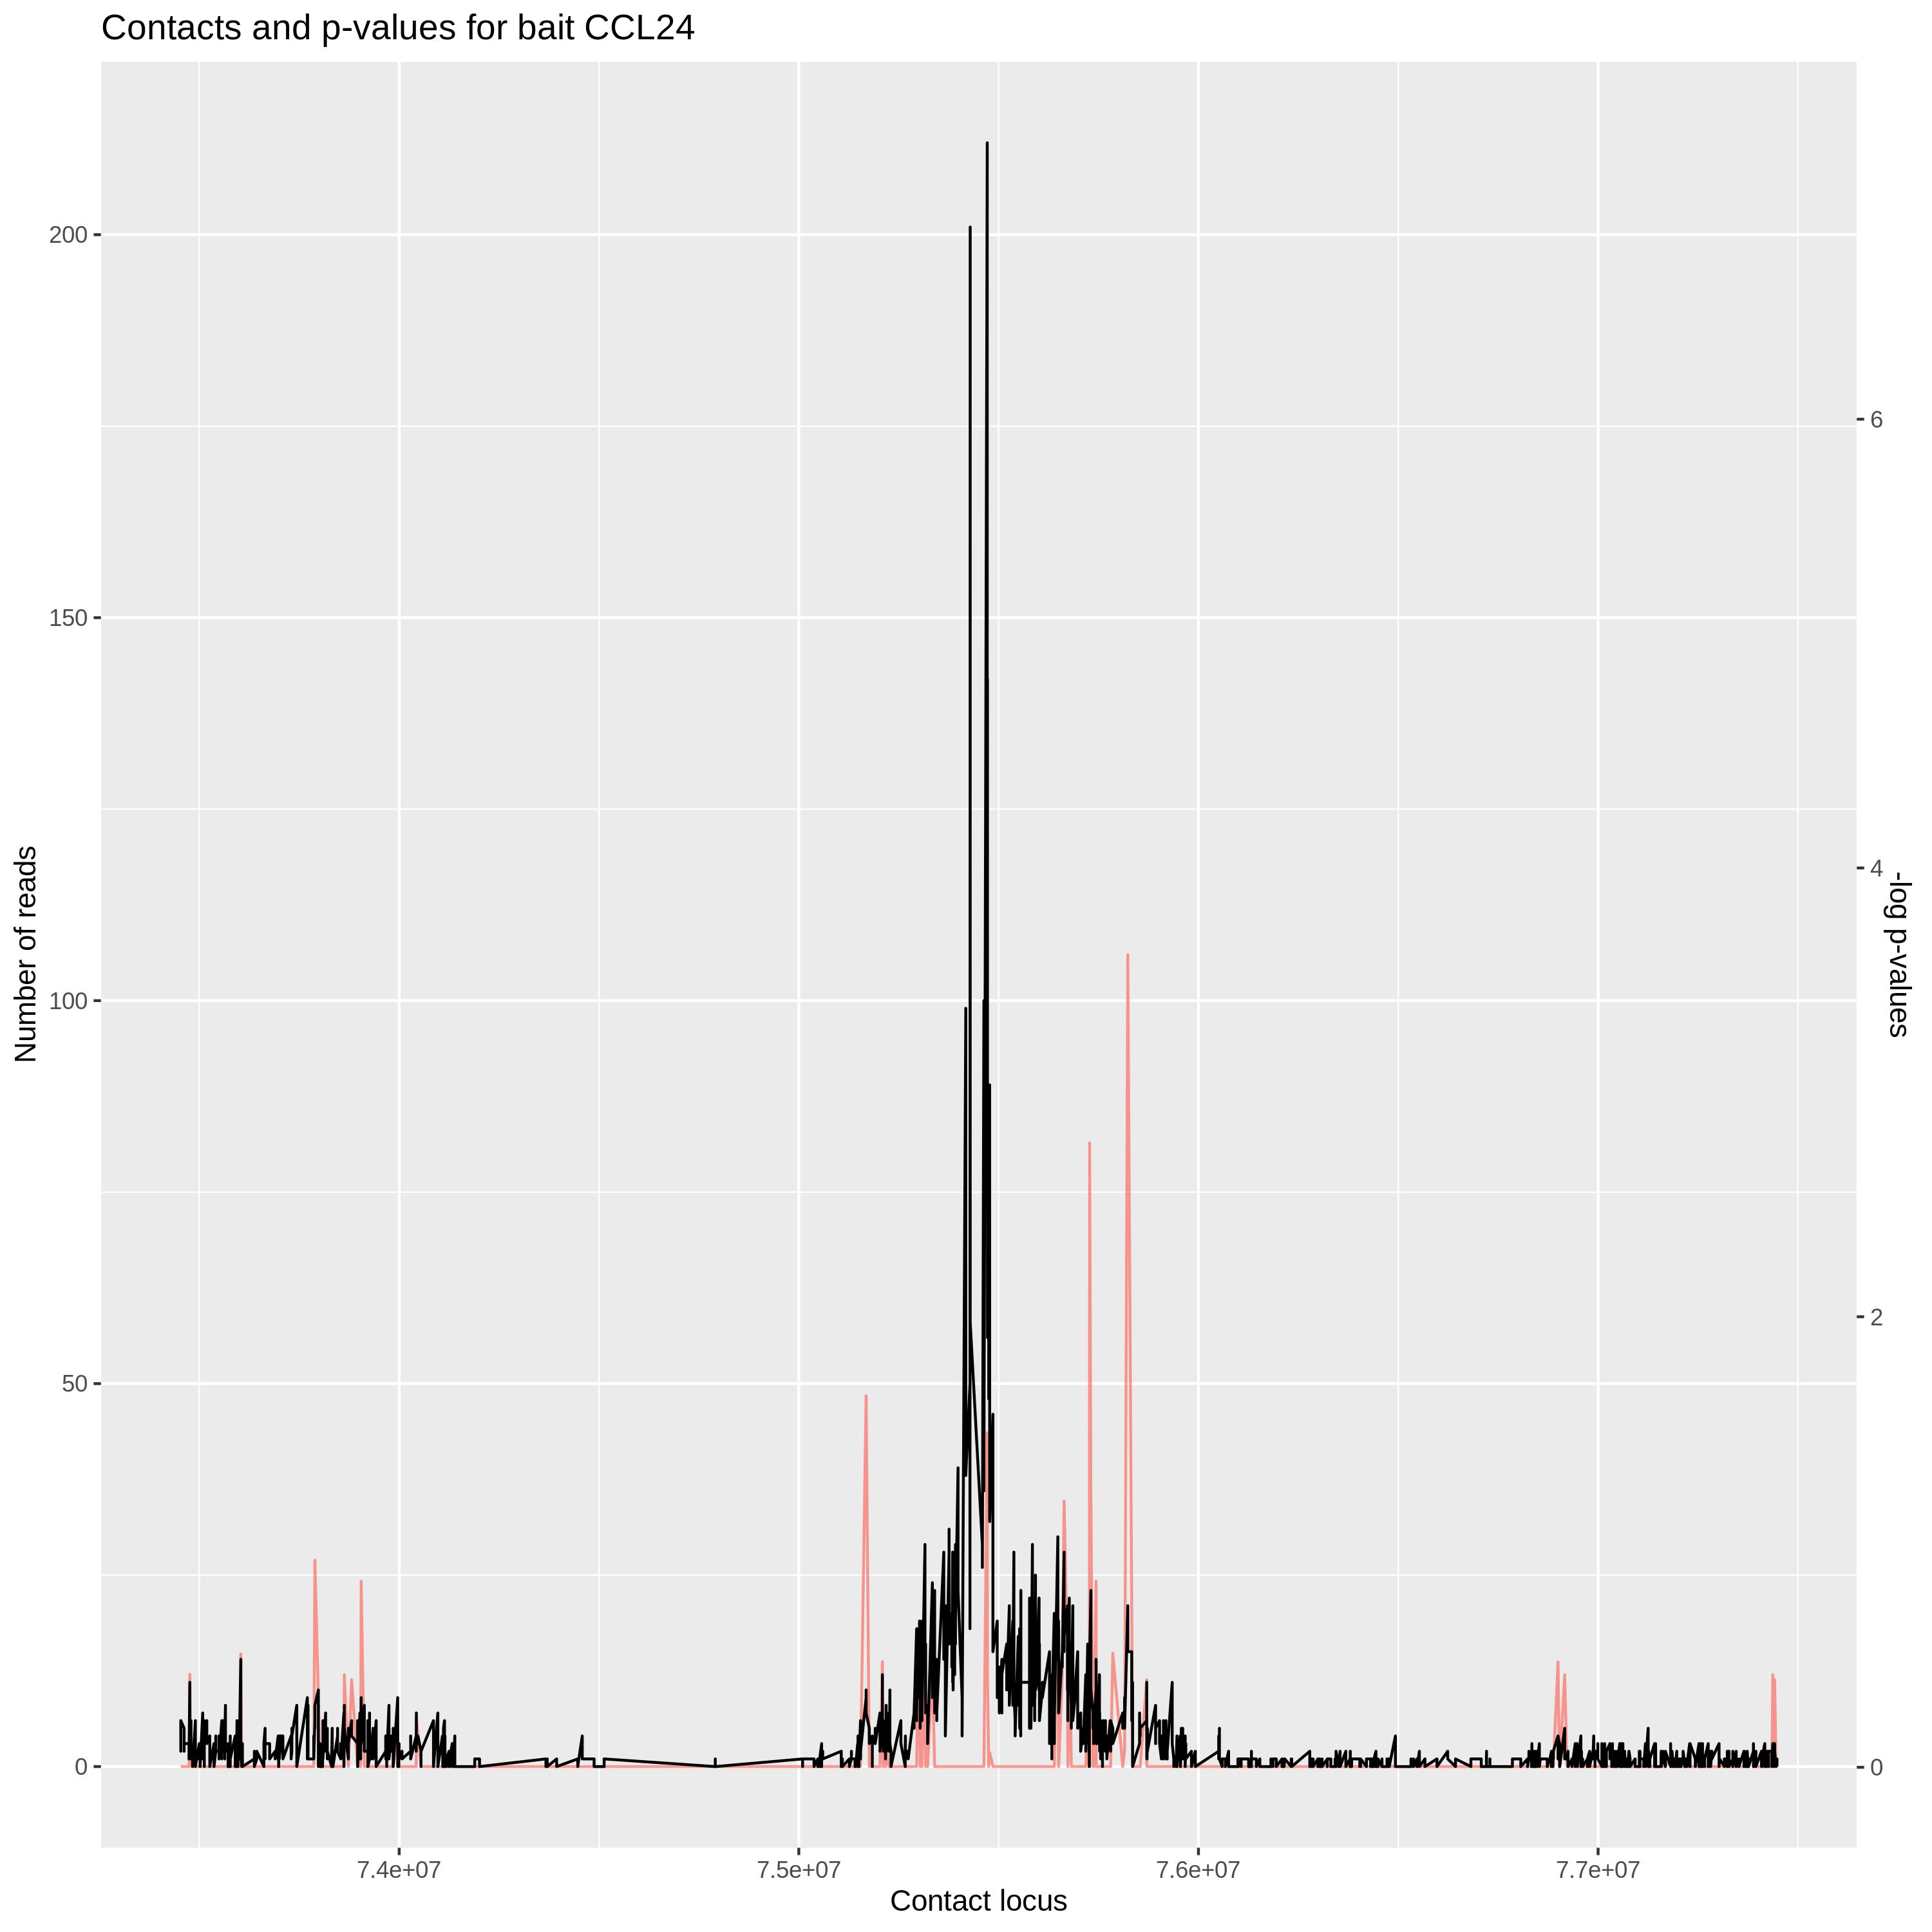 Contacts and p-values for bait CCL24
Number of reads
200
150
100
50
0
6
4
2
0
-log p-values
7.4e+07
7.5e+07
7.6e+07
7.7e+07
Contact locus